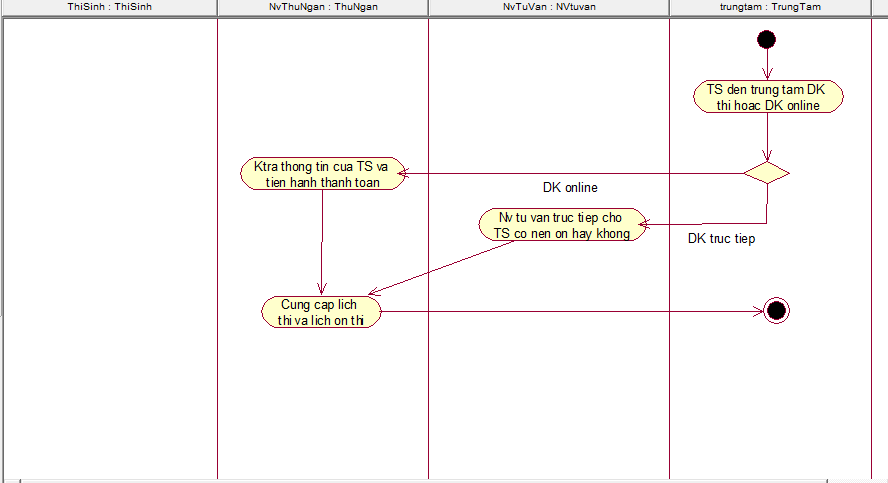 ThiSinh : ThiSinh
NvThuNgan : ThuNgan
NvTuVan : NVtuvan
trungtam : TrungTam
TS den trung tam DK
thi hoac DK online
Ktra thong tin cua TS va
tien hanh thanh toan
DK online
Nv tu van truc tiep cho
TS co nen on hay khong
DK truc tiep
Cung cap lich
thi va lich on thi